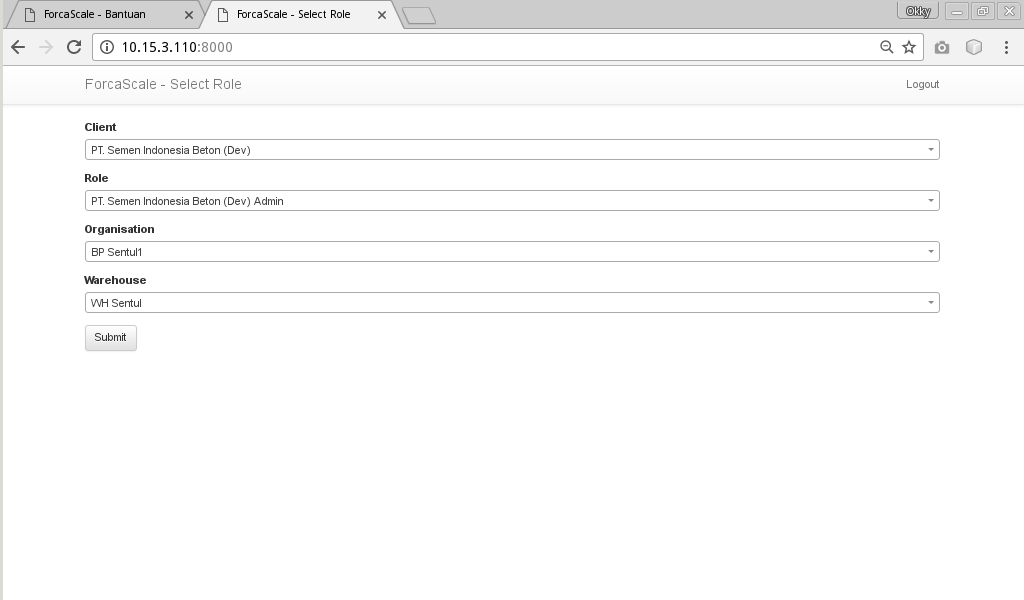 ForcaScale - Bantuan
ForcaScale - Select Role
Okky
10.15.3.110:8000
ForcaScale - Select Role
Logout
Client
PT. Semen Indonesia Beton (Dev)
Role
PT. Semen Indonesia Beton (Dev) Admin
Organisation
BP Sentul1
Warehouse
WH Sentul
Submit